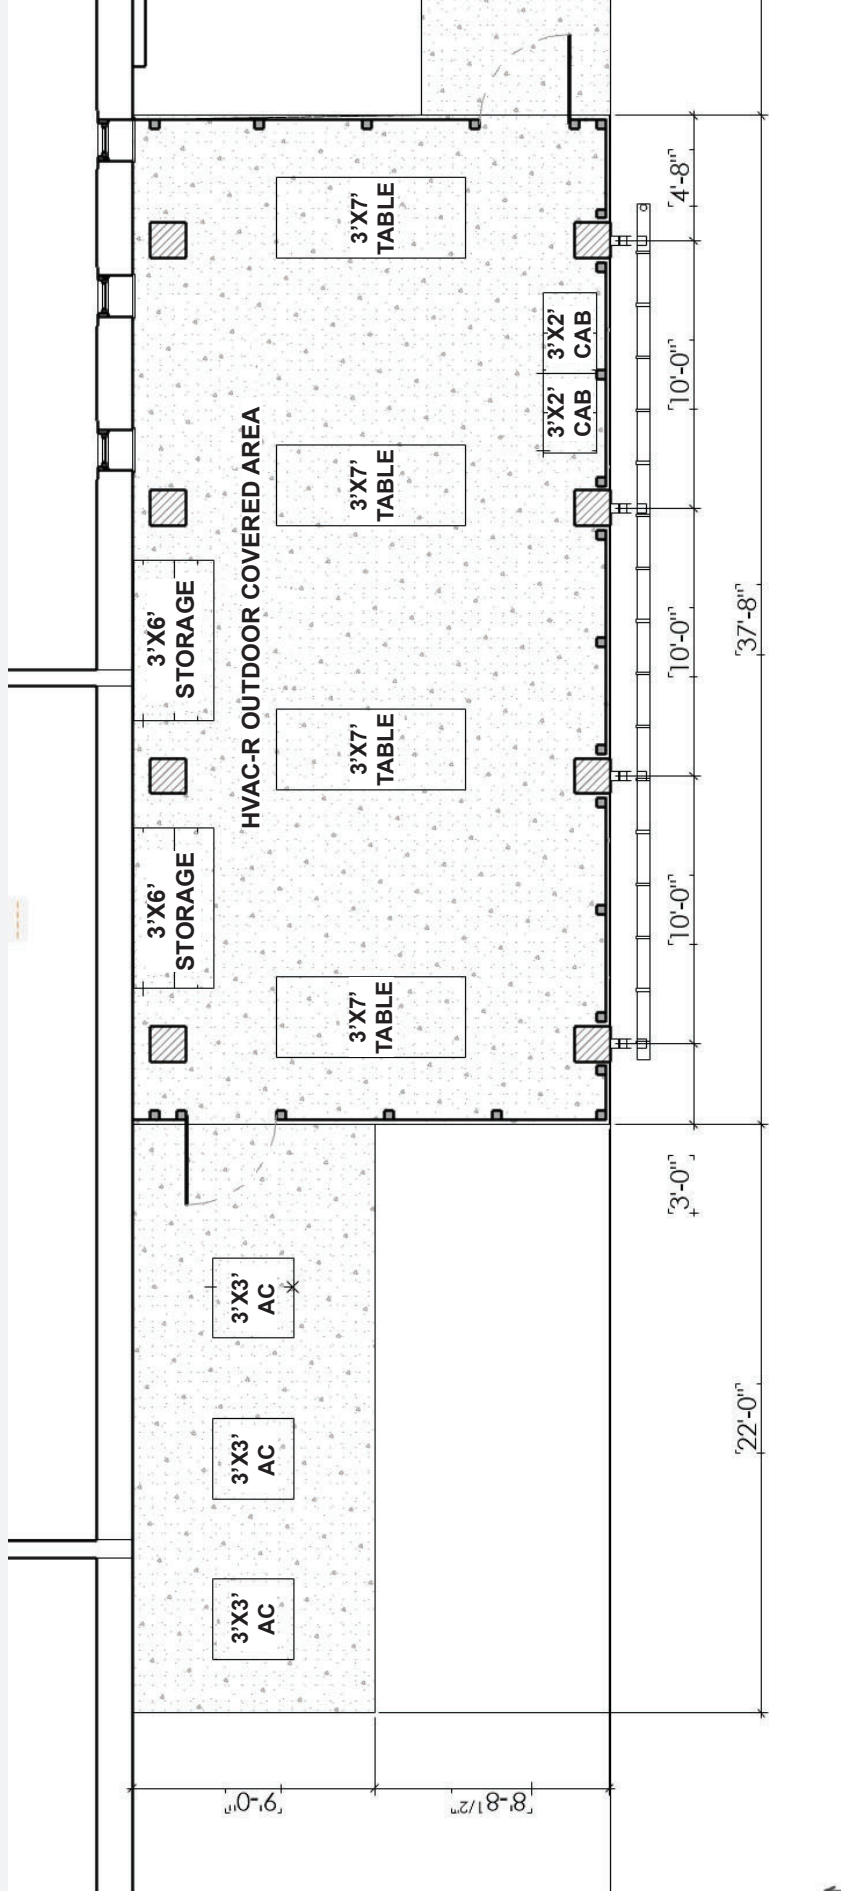 3'X7'
TABLE
4'-8"
3'X2'
CAB
3'X2'
CAB
10'-0"
3'X7'
TABLE
HVAC-R OUTDOOR COVERED AREA
3'X6'
STORAGE
10'-0"
37'-8"
3'X7'
TABLE
3'X6'
STORAGE
10'-0"
3'X7'
TABLE
3'-0"
3'X3'
AC
22'-0"
3'X3'
AC
3'X3'
AC
9'-0"
8'-8 1/2"